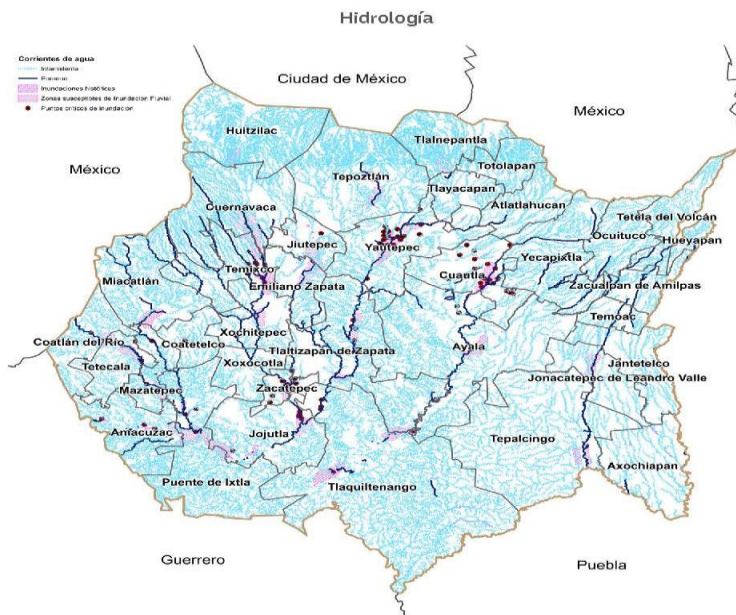 Hidrología
Corrientes de agua
Intermitente
Perenne
Inundaciones históricas
Zonas susceptibles de Inundación Fluvial
Puntos críticos de inundación
Ciudad de México
México
México
Huitzilac
Tlalnepantla
Totolapan
Tepoztlán
Tlayacapan
Atlatlahucan
Cuernavaca
Tetela del Volcán
Jiutepec
Yautepec
Ocuituco
Hueyapan
Temixco
Cuautla
Yecapixtla
Miacatlán
Emiliano Zapata
Zacualpan de Amilpas
Xochitepec
Temoac
Coatlán del Río
Coatetelco
Ayala
Tlaltizapán de Zapata
Xoxocotla
Tetecala
Jantetelco
Jonacatepec de Leandro Valle
Mazatepec
Zacatepec
Amacuzac
Jojutla
Tepalcingo
Axochiapan
Puente de Ixtla
Tlaquiltenango
Guerrero
Puebla